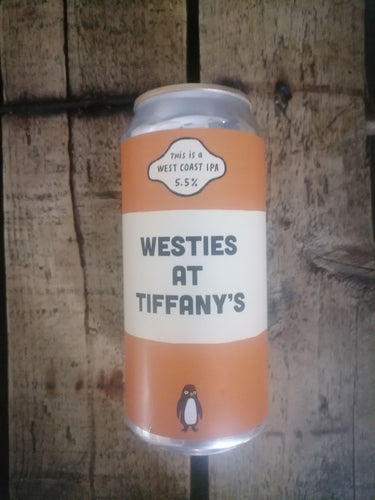 THIS IS A
WEST COAST IPA
5.5%
WESTIES
AT
TIFFANY'S